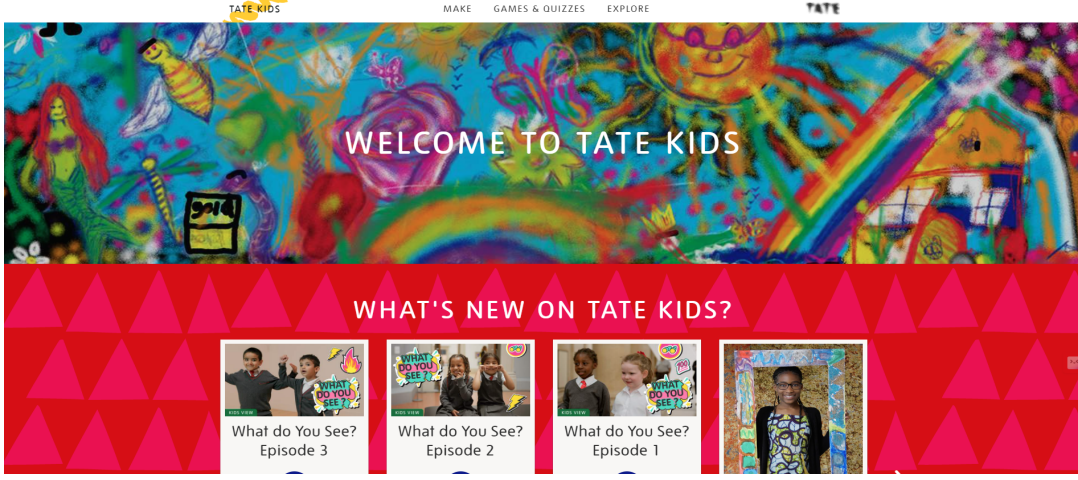 TATE KIDS
MAKE
GAMES & QUIZZES
EXPLORE
TATE
WELCOME TO TATE KIDS
WHAT'S NEW ON TATE KIDS?
WHAT
DO YOU
SEE?
KIDS VIEW
What do You See?
Episode 3
WHAT
DO YOU
SEE?
KIDS VIEW
What do You See?
Episode 2
WHAT
DO YOU
SEE?
KIDS VIEW
What do You See?
Episode 1